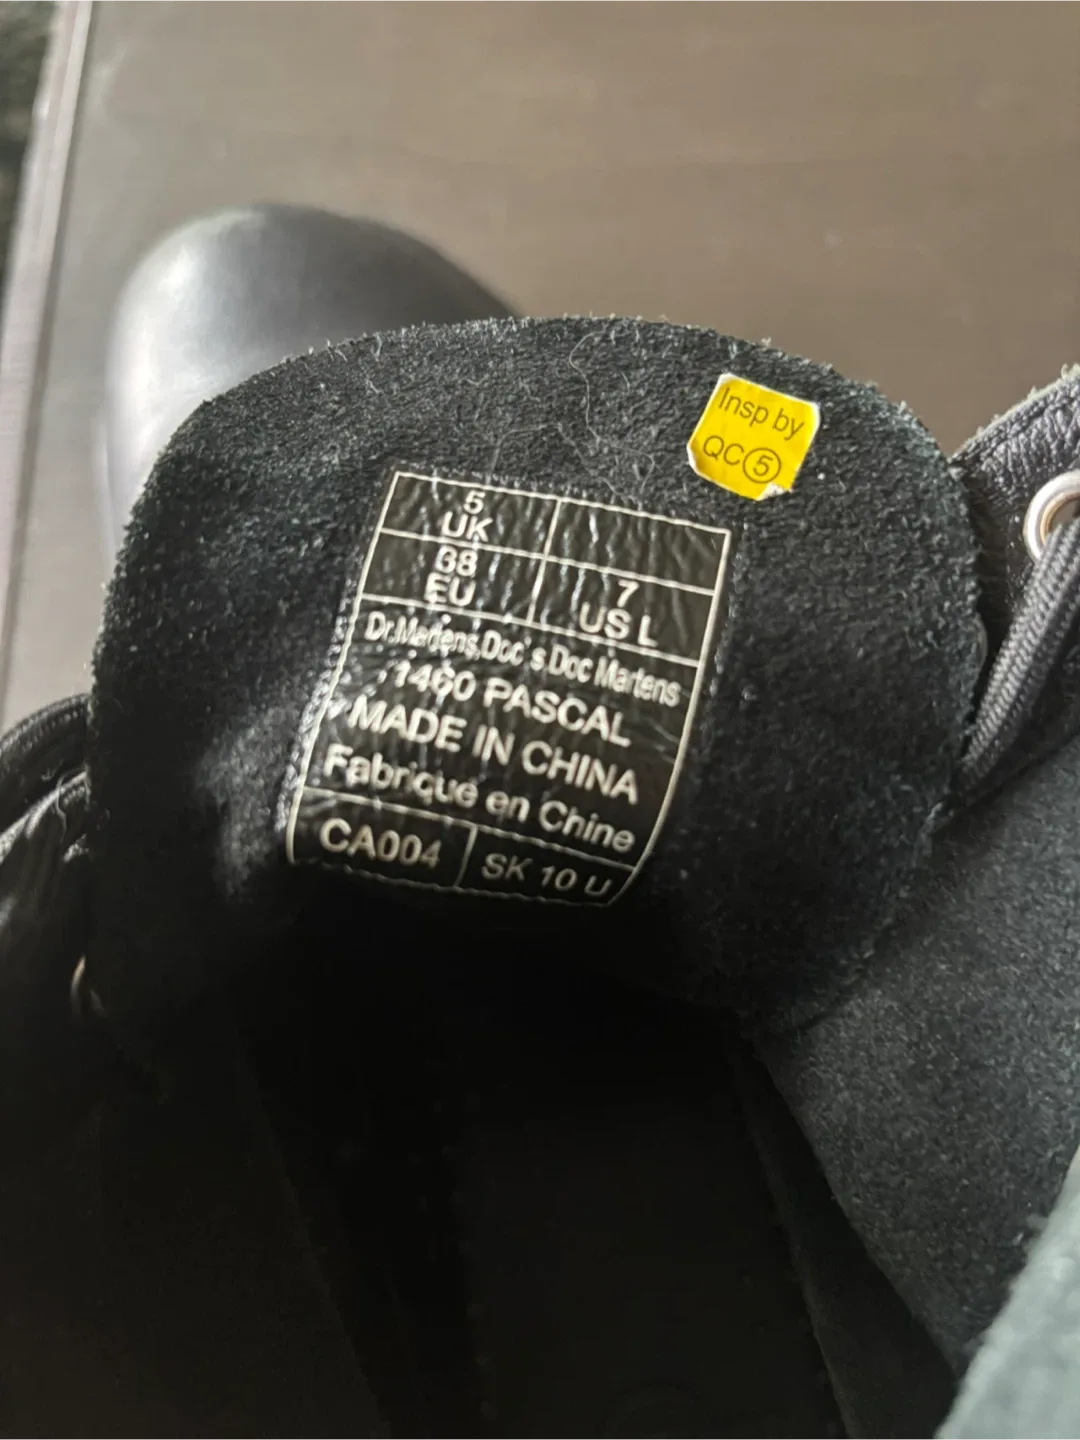 Insp by
QC⑤
5
UK
38
EU
7
US L
Dr.Martens,Doc's,Doc Martens
1460 PASCAL
MADE IN CHINA
Fabrique en Chine
CA004
SK 10 U